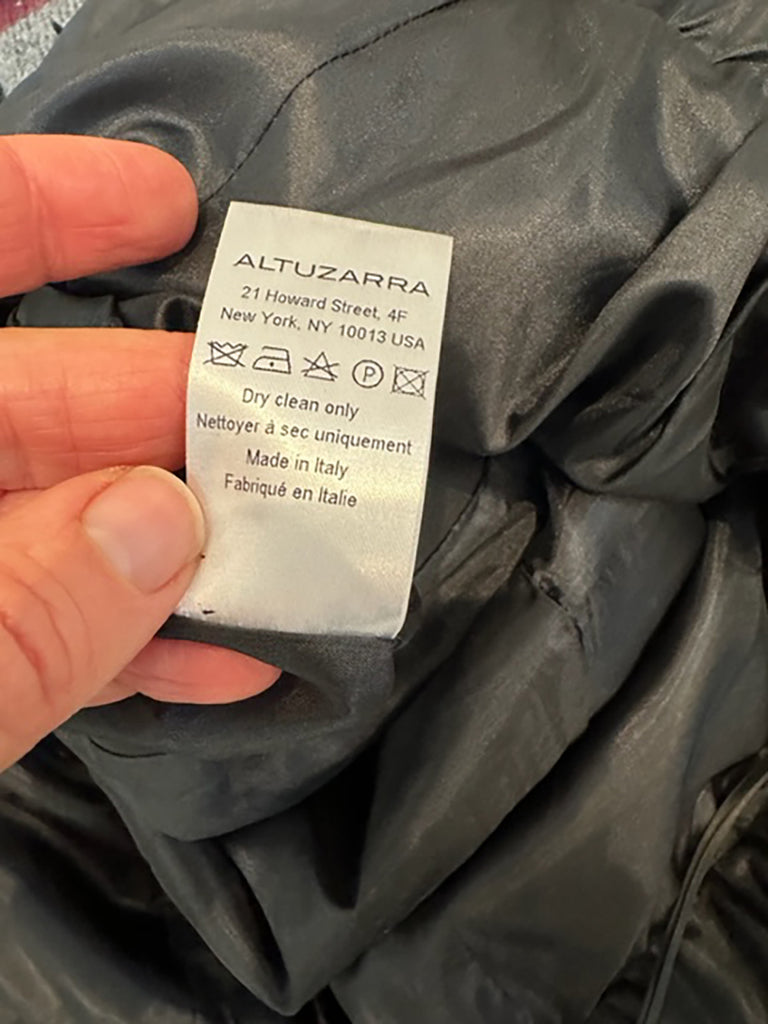 ALTUZARRA
21 Howard Street, 4F
New York, NY 10013 USA
P
Dry clean only
Nettoyer à sec uniquement
Made in Italy
Fabriqué en Italie